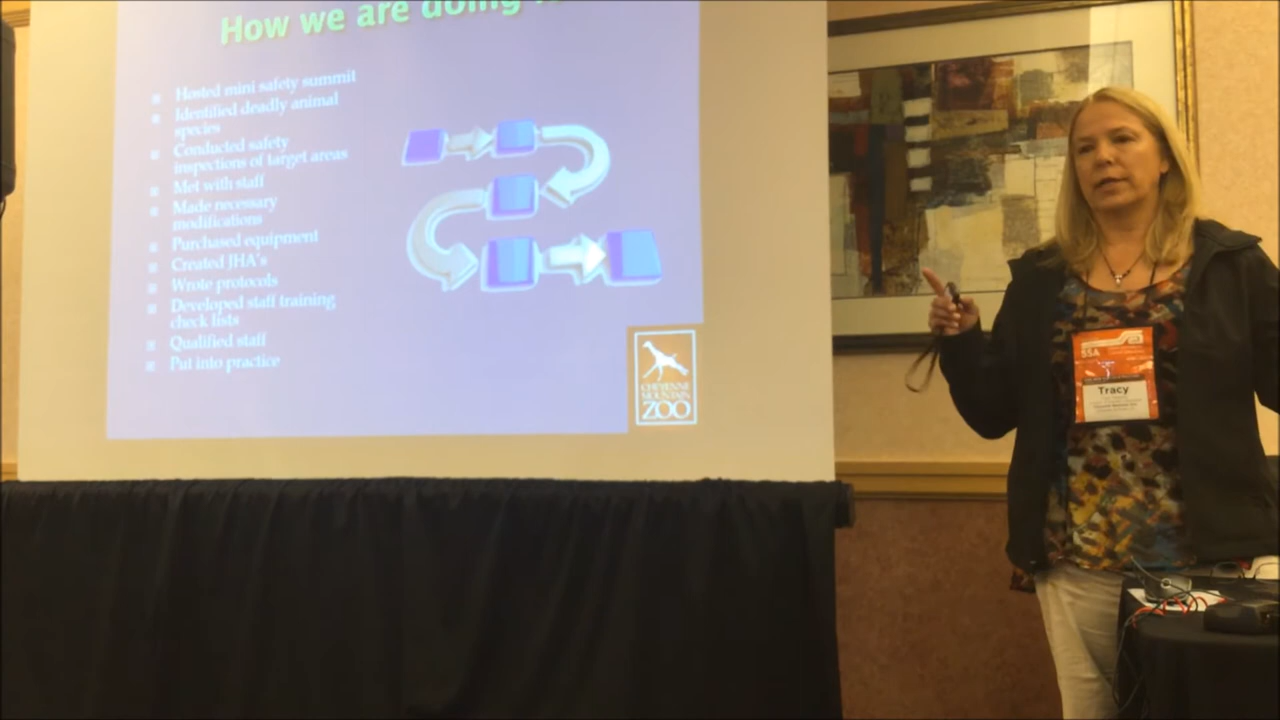 How we are doing
Hosted mini safety summit
Identified deadly animal
species
Conducted safety
inspections of target areas
Met with staff
Made necessary
modifications
Purchased equipment
Created JHA's
Wrote protocols
Developed staff training
check lists
Qualified staff
Put into practice
CHEYENNE
MOUNTAIN
ZOO
SSA
Tracy